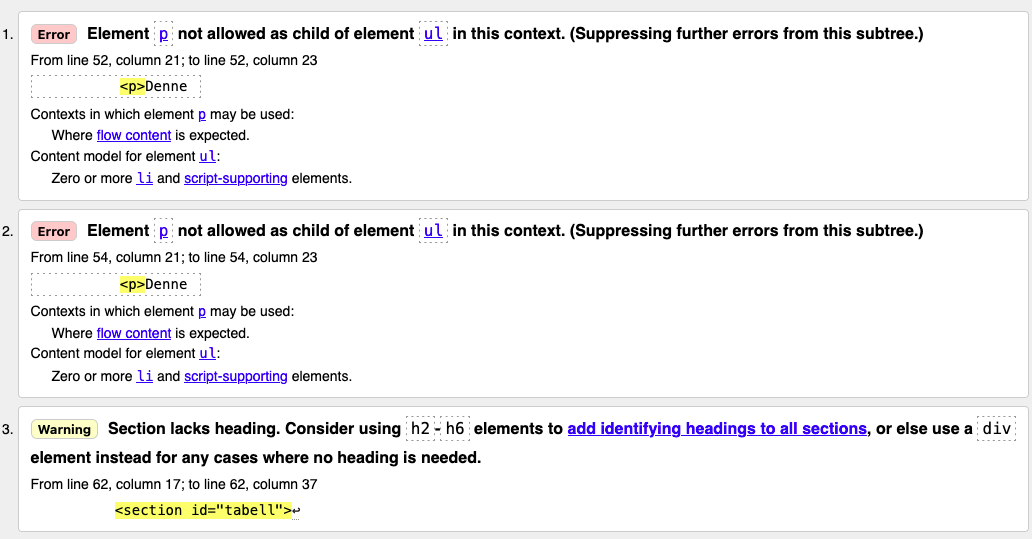 1. Error Element p not allowed as child of element ul in this context. (Suppressing further errors from this subtree.)
From line 52, column 21; to line 52, column 23
<p>Denne
Contexts in which element p may be used:
Where flow content is expected.
Content model for element ul:
Zero or more li and script-supporting elements.
2. Error Element p not allowed as child of element ul in this context. (Suppressing further errors from this subtree.)
From line 54, column 21; to line 54, column 23
<p>Denne
Contexts in which element p may be used:
Where flow content is expected.
Content model for element ul:
Zero or more li and script-supporting elements.
3. Warning Section lacks heading. Consider using h2-h6 elements to add identifying headings to all sections, or else use a div
element instead for any cases where no heading is needed.
From line 62, column 17; to line 62, column 37
<section id="tabell">↩